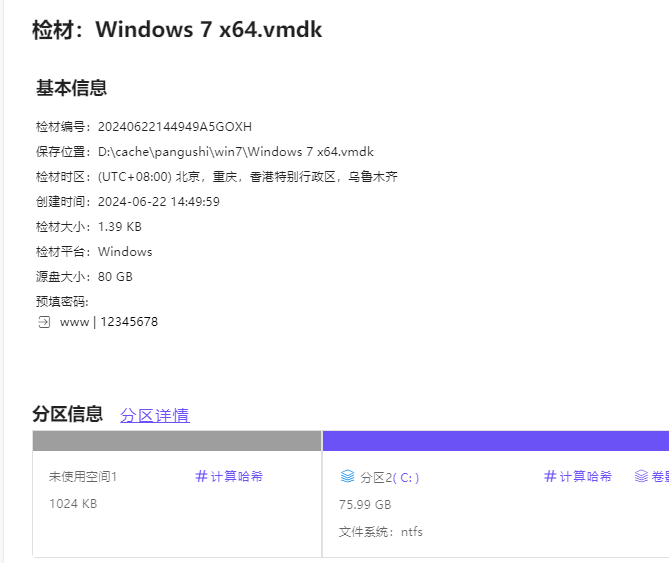 检材：Windows 7 x64.vmdk
基本信息
检材编号：20240622144949A5GOXH
保存位置：D:\cache\pangushi\win7\Windows 7 x64.vmdk
检材时区：(UTC+08:00) 北京，重庆，香港特别行政区，乌鲁木齐
创建时间：2024-06-22 14:49:59
检材大小：1.39 KB
检材平台：Windows
源盘大小：80 GB
预填密码:
www | 12345678
分区信息 分区详情
未使用空间1 #计算哈希 分区2( C: ) #计算哈希 卷
1024 KB 75.99 GB
文件系统：ntfs